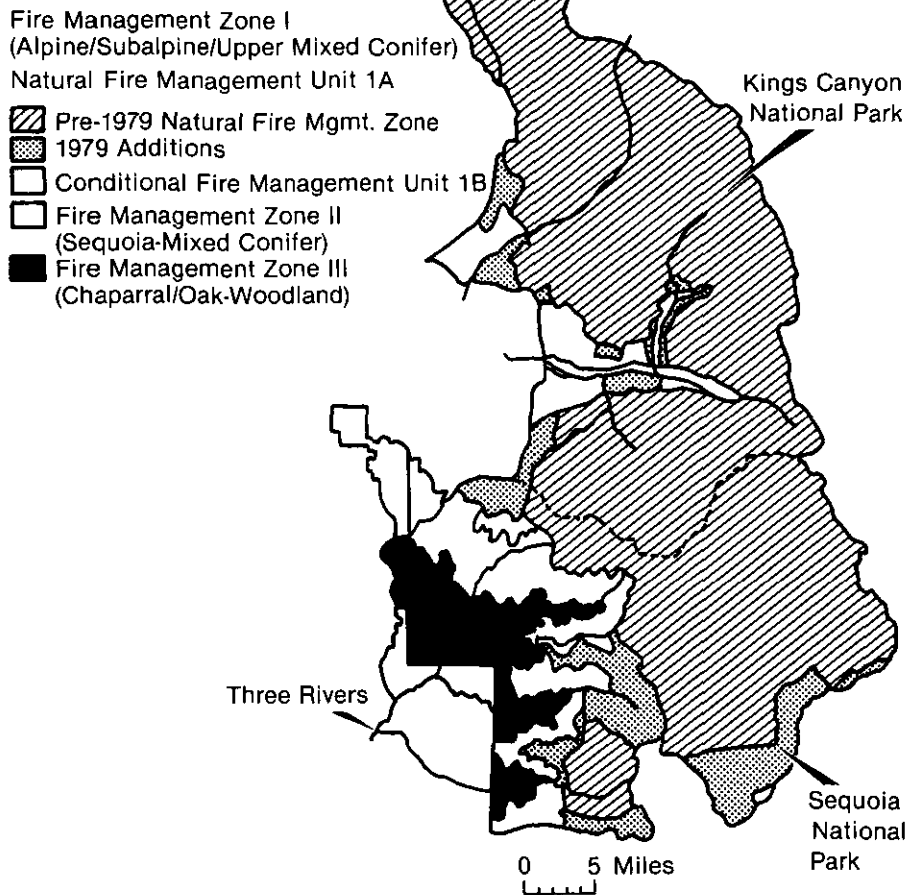 Fire Management Zone I
(Alpine/Subalpine/Upper Mixed Conifer)
Natural Fire Management Unit 1A
Pre-1979 Natural Fire Mgmt. Zone
1979 Additions
Conditional Fire Management Unit 1B
Fire Management Zone II
(Sequoia-Mixed Conifer)
Fire Management Zone III
(Chaparral/Oak-Woodland)
Kings Canyon
National Park
Three Rivers
Sequoia
National
Park
0 5 Miles